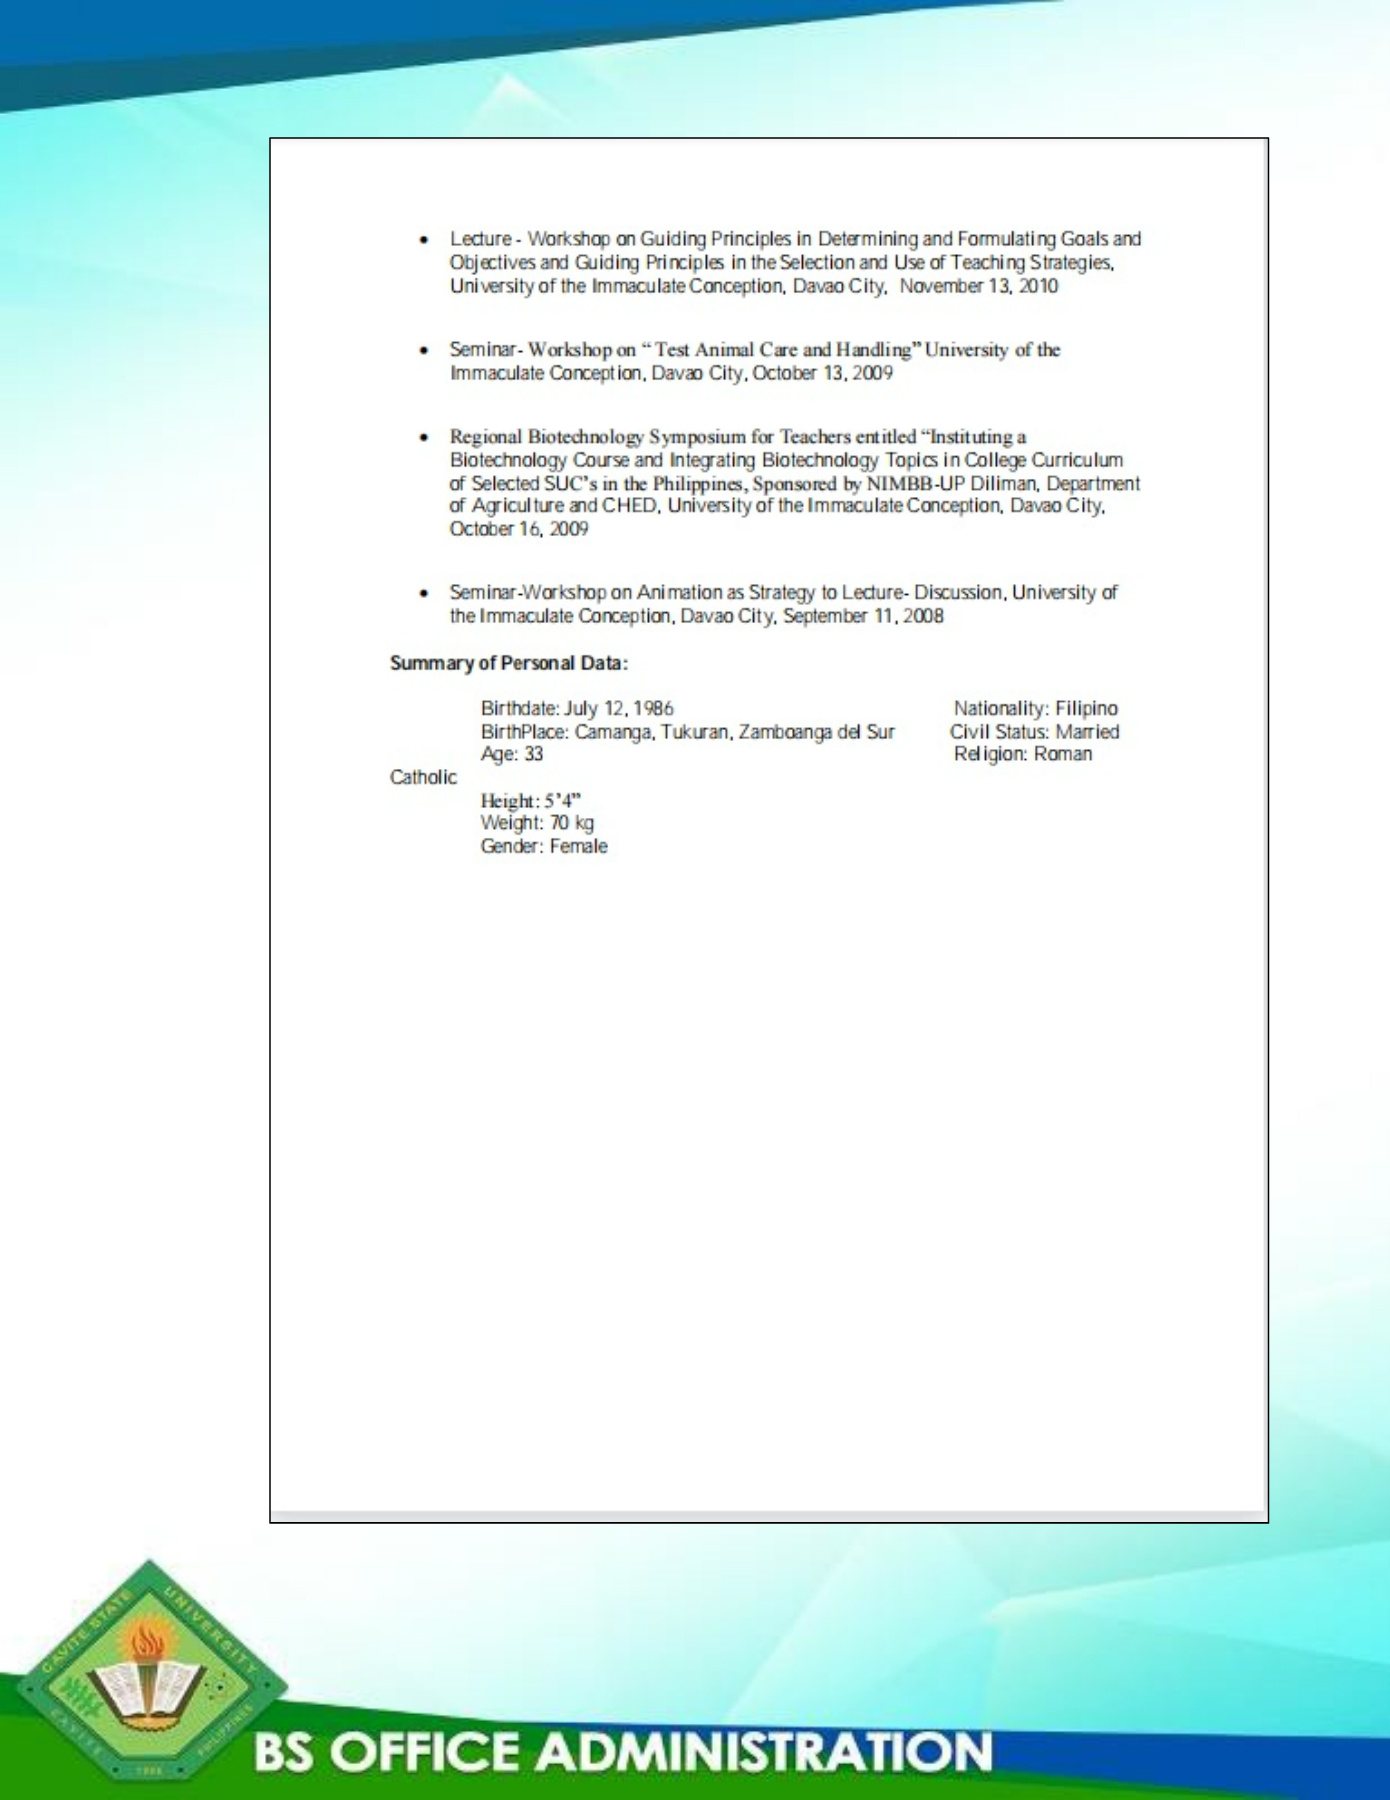 • Lecture - Workshop on Guiding Principles in Determining and Formulating Goals and
Objectives and Guiding Principles in the Selection and Use of Teaching Strategies,
University of the Immaculate Conception, Davao City, November 13, 2010
• Seminar- Workshop on “ Test Animal Care and Handling” University of the
Immaculate Conception, Davao City, October 13, 2009
• Regional Biotechnology Symposium for Teachers entitled “Instituting a
Biotechnology Course and Integrating Biotechnology Topics in College Curriculum
of Selected SUC’s in the Philippines, Sponsored by NIMBB-UP Diliman, Department
of Agriculture and CHED, University of the Immaculate Conception, Davao City,
October 16, 2009
• Seminar-Workshop on Animation as Strategy to Lecture- Discussion, University of
the Immaculate Conception, Davao City, September 11, 2008
Summary of Personal Data:
Birthdate: July 12, 1986 Nationality: Filipino
BirthPlace: Camanga, Tukuran, Zamboanga del Sur Civil Status: Married
Age: 33 Religion: Roman
Catholic
Height: 5’4”
Weight: 70 kg
Gender: Female
CAVITE STATE UNIVERSITY
CAVITE PHILIPPINES
1906
BS OFFICE ADMINISTRATION